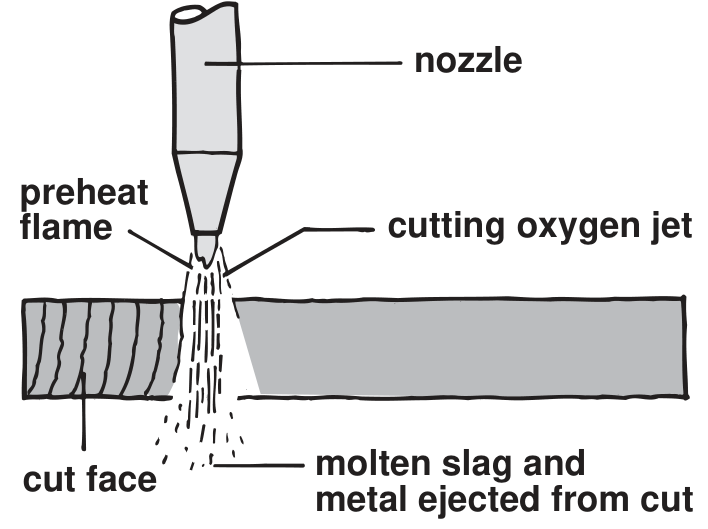 nozzle
preheat
flame
cutting oxygen jet
cut face
molten slag and
metal ejected from cut